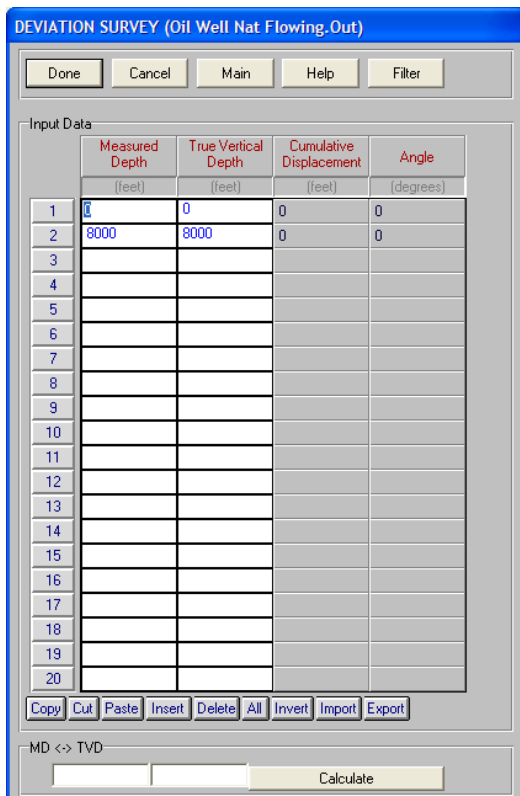 DEVIATION SURVEY (Oil Well Nat Flowing.Out)
Done Cancel Main Help Filter
Input Data
Measured Depth True Vertical Depth Cumulative Displacement Angle
(feet) (feet) (feet) (degrees)
1 0 0 0 0
2 8000 8000 0 0
3
4
5
6
7
8
9
10
11
12
13
14
15
16
17
18
19
20
Copy Cut Paste Insert Delete All Invert Import Export
MD <-> TVD
Calculate